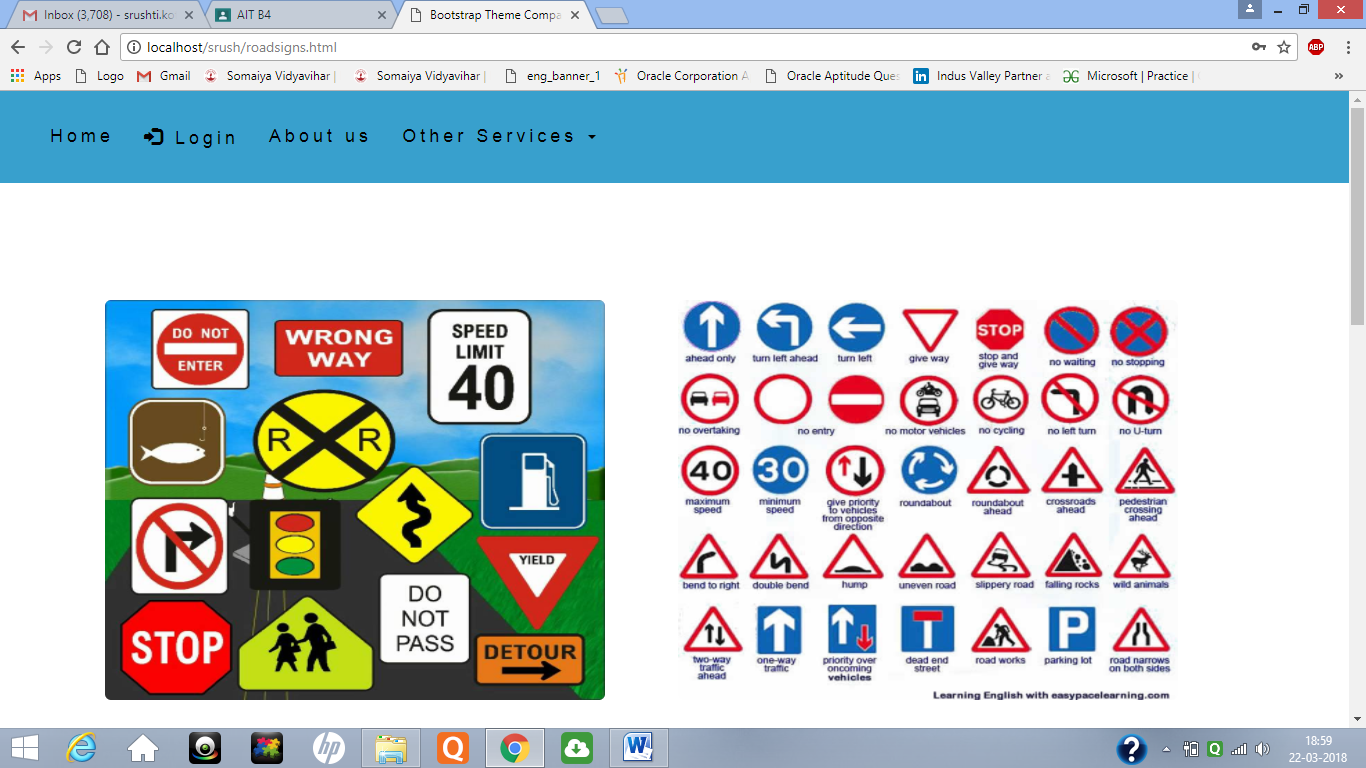 Inbox (3,708) - srushti.ko
AIT B4
Bootstrap Theme Compa
localhost/srush/roadsigns.html
ABP
Apps
Logo
Gmail
Somaiya Vidyavihar |
Somaiya Vidyavihar |
eng_banner_1
Oracle Corporation A
Oracle Aptitude Ques
in
Indus Valley Partner
Microsoft | Practice |
»
Home
Login
About us
Other Services
DO NOT
ENTER
WRONG
WAY
SPEED
LIMIT
40
R R
YIELD
DO
NOT
PASS
STOP
DETOUR
STOP
ahead only
turn left ahead
turn left
give way
stop and
give way
no waiting
no stopping
no overtaking
no entry
no motor vehicles
no cycling
no left turn
no U-turn
40
30
maximum
speed
minimum
speed
give priority
to vehicles
from opposite
direction
roundabout
roundabout
ahead
crossroads
ahead
pedestrian
crossing
ahead
bend to right
double bend
hump
uneven road
slippery road
falling rocks
wild animals
P
two-way
traffic
ahead
one-way
traffic
priority over
oncoming
vehicles
dead end
street
road works
parking lot
road narrows
on both sides
Learning English with easypacelearning.com
hp
Q
W
?
Q
18:59
22-03-2018